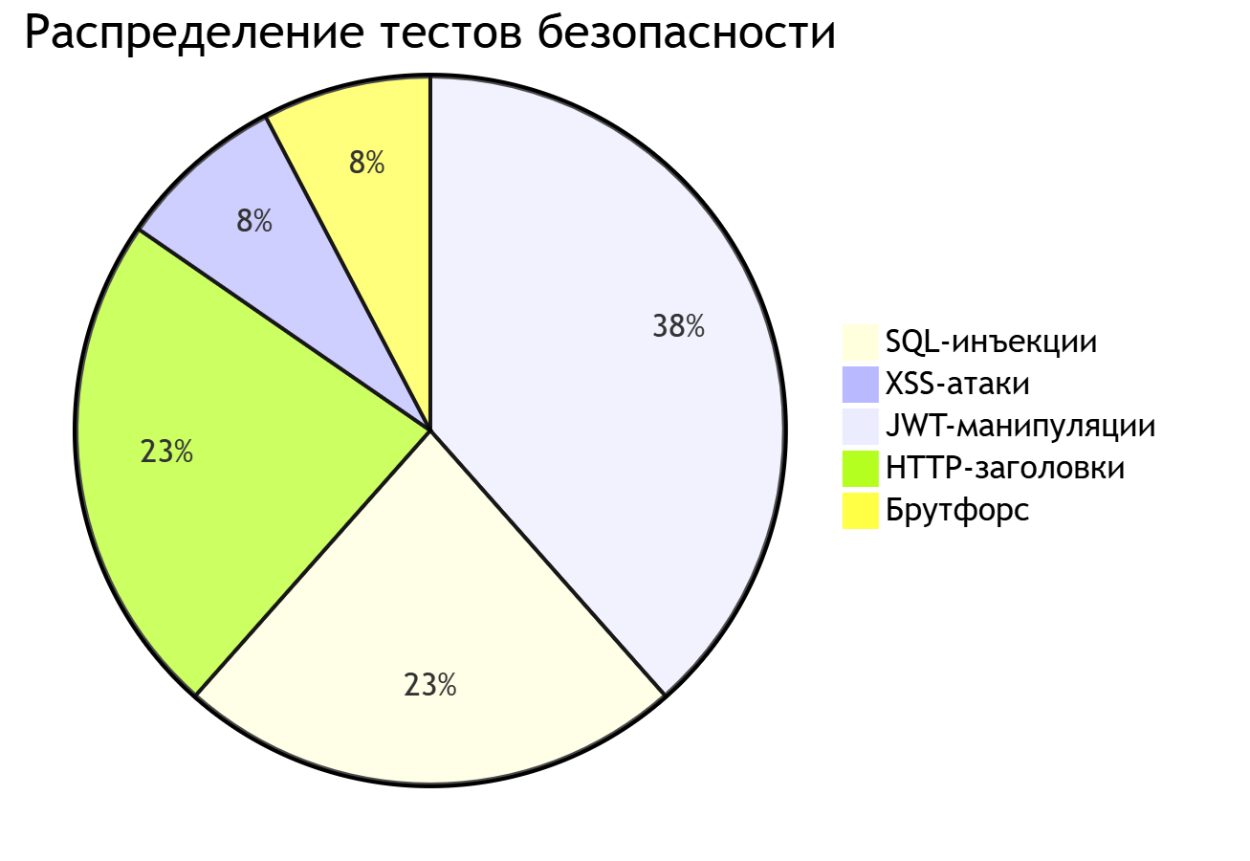 Распределение тестов безопасности
8%
8%
38%
23%
23%
SQL-инъекции
XSS-атаки
JWT-манипуляции
HTTP-заголовки
Брутфорс